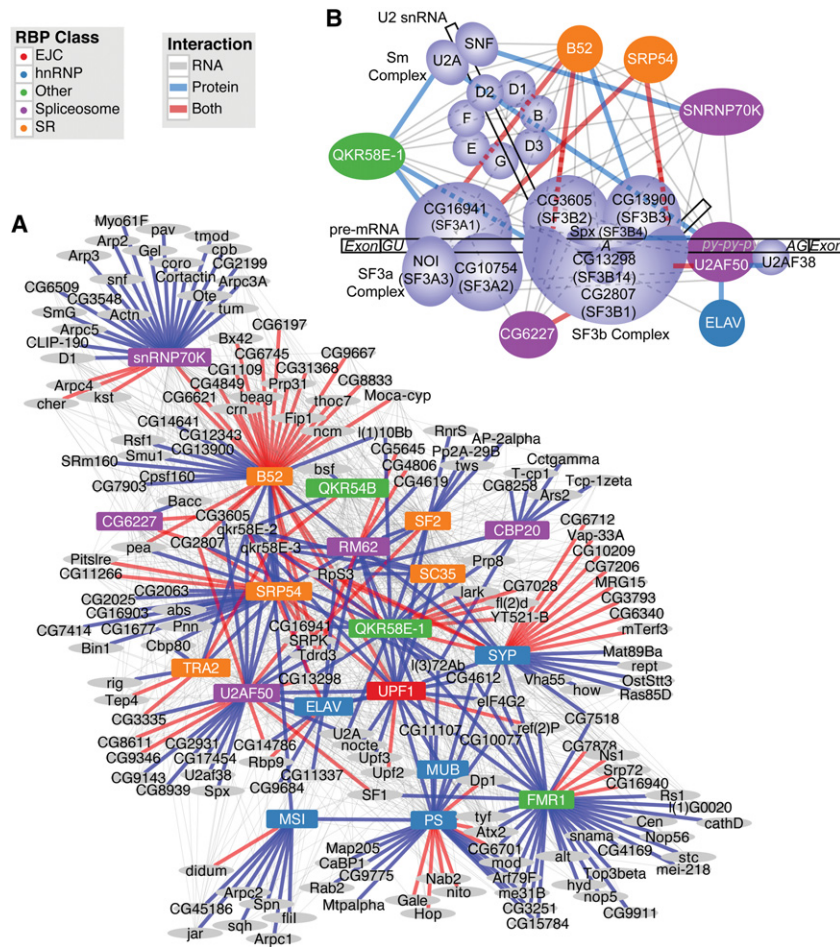 RBP Class
EJC
hnRNP
Other
Spliceosome
SR
Interaction
RNA
Protein
Both
B
U2 snRNA
SNF
U2A
Sm
Complex
B52
SRP54
SNRNP70K
D2
D1
F
B
E
G
D3
QKR58E-1
CG16941
(SF3A1)
CG3605
(SF3B2)
CG13900
(SF3B3)
Spx (SF3B4)
pre-mRNA
Exon GU
A
py-py-p
AG Exon
NOI
(SF3A3)
CG10754
(SF3A2)
CG13298
(SF3B14)
CG2807
(SF3B1)
U2AF50
U2AF38
SF3a
Complex
SF3b Complex
CG6227
ELAV
A
Myo61F
pav
Arp2
tmod
Arp3
Gel
cpb
coro
snf
Cortactin
CG2199
CG6509
CG3548
Arpc3A
SmG
Actn
Ote
Arpc5
tum
CLIP-190
D1
snRNP70K
Bx42
CG6197
CG6745
CG9667
Arpc4
CG1109
CG31368
cher
kst
CG4849
Prp31
CG8833
CG6621
beag
thoc7
Moca-cyp
crn
Fip1
CG14641
ncm
l(1)10Bb
RnrS
Rsf1
CG12343
CG5645
Pp2A-29B
AP-2alpha
SRm160
Smu1
CG13900
CG4806
tws
Cctgamma
CG7903
Cpsf160
B52
bsf
CG4619
T-cp1
Tcp-1zeta
QKR54B
CG8258
Ars2
Bacc
CG6227
CG3605
qkr58E-2
SF2
CBP20
CG6712
pea
CG2807
qkr58E-3
RM62
Vap-33A
Pitslre
RpS3
SC35
Prp8
CG10209
CG11266
CG7206
CG2063
SRP54
lark
CG7028
MRG15
CG2025
abs
fl(2)d
CG3793
CG16903
YT521-B
CG6340
CG7414
CG1677
Pnn
CG16941
QKR58E-1
mTerf3
Bin1
Cbp80
SRPK
SYP
Mat89Ba
TRA2
Tdrd3
l(3)72Ab
rept
rig
U2AF50
CG13298
UPF1
CG4612
Vha55
how
OstStt3
Tep4
ELAV
eIF4G2
Ras85D
CG3335
U2A
ref(2)P
CG7518
CG8611
CG2931
CG14786
nocte
CG11107
CG10077
CG9346
CG17454
Rbp9
Upf3
CG7878
Ns1
CG9143
U2af38
CG11337
Upf2
MUB
Srp72
CG8939
Spx
CG9684
Dp1
CG16940
SF1
FMR1
Rs1
MSI
PS
tyf
l(1)G0020
Atx2
Cen
cathD
didum
Map205
CG6701
snama
Nop56
CaBP1
mod
alt
CG4169
stc
Arpc2
CG9775
Nab2
Arf79F
Top3beta
mei-218
CG45186
Spn
Rab2
nito
me31B
hyd
sqh
fliI
Mtpalpha
Gale
CG3251
nop5
CG9911
jar
Arpc1
Hop
CG15784